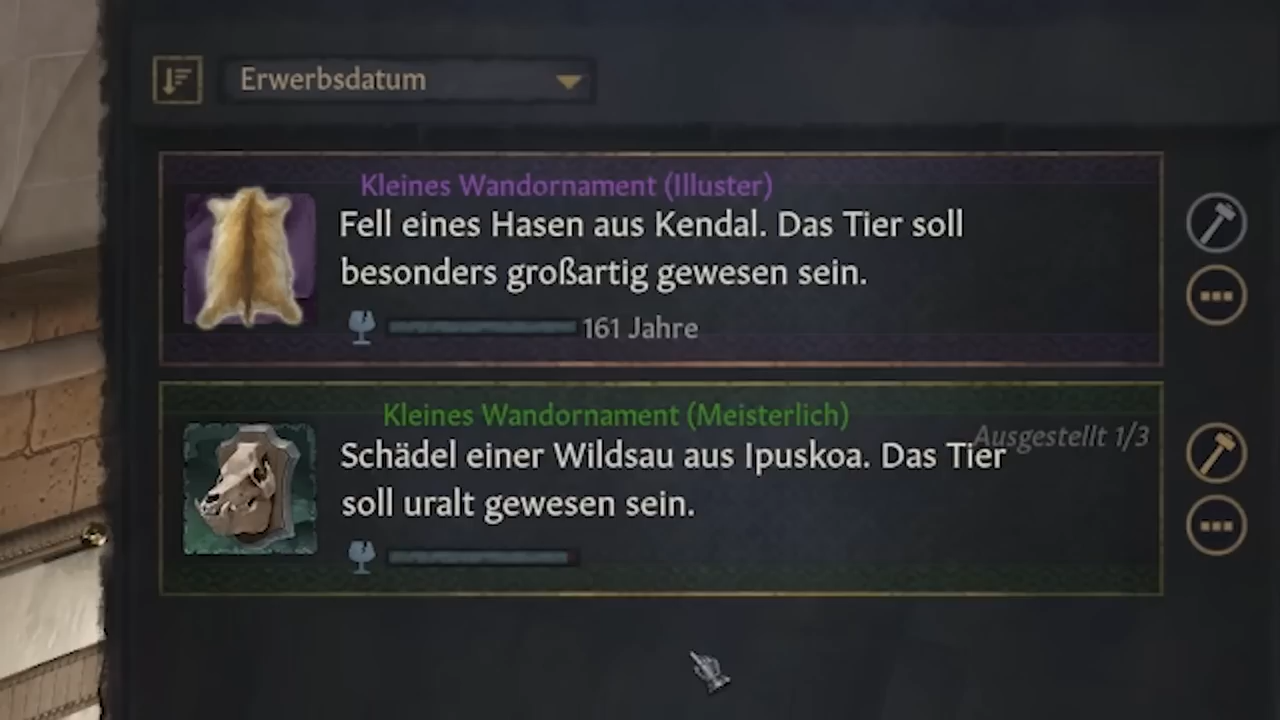 Erwerbsdatum
Kleines Wandornament (Illuster)
Fell eines Hasen aus Kendal. Das Tier soll
besonders großartig gewesen sein.
161 Jahre
Kleines Wandornament (Meisterlich)
Ausgestellt 1/3
Schädel einer Wildsau aus Ipuskoa. Das Tier
soll uralt gewesen sein.